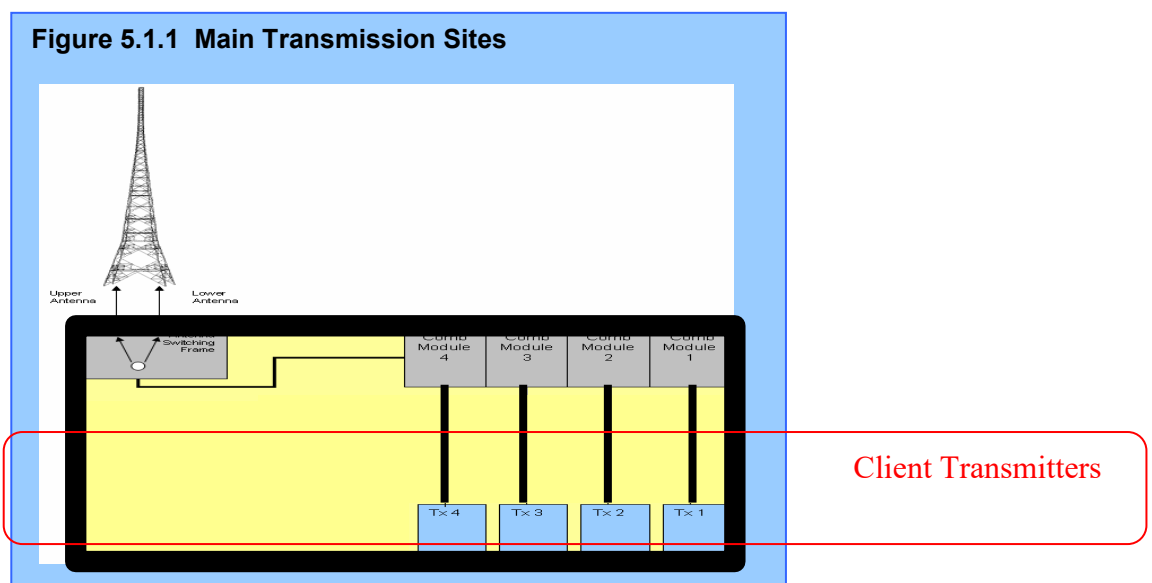 Figure 5.1.1 Main Transmission Sites
Upper
Antenna
Lower
Antenna
Antenna
Switching
Frame
Comb
Module
4
Comb
Module
3
Comb
Module
2
Comb
Module
1
Client Transmitters
Tx 4
Tx 3
Tx 2
Tx 1